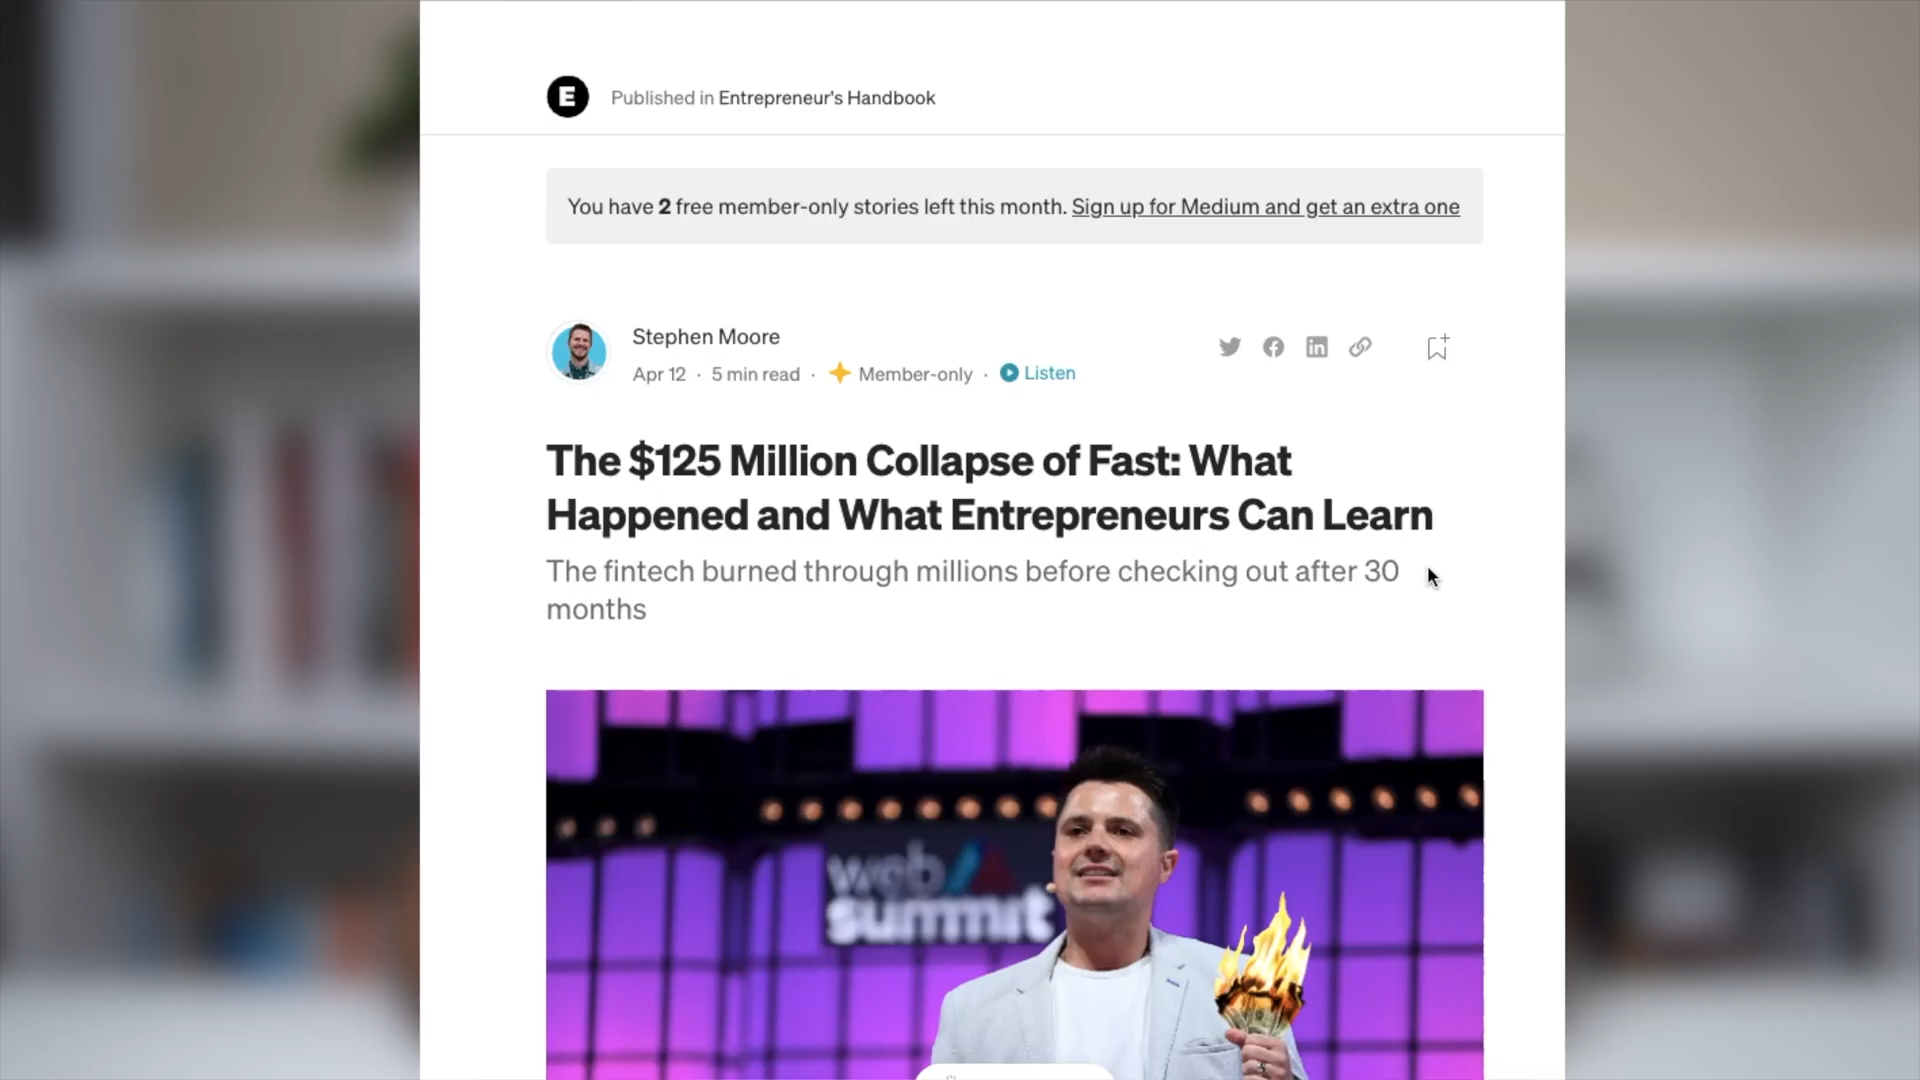 E
Published in Entrepreneur's Handbook
You have 2 free member-only stories left this month. Sign up for Medium and get an extra one
Stephen Moore
Apr 12 · 5 min read · Member-only · Listen
The $125 Million Collapse of Fast: What
Happened and What Entrepreneurs Can Learn
The fintech burned through millions before checking out after 30
months
web
summit